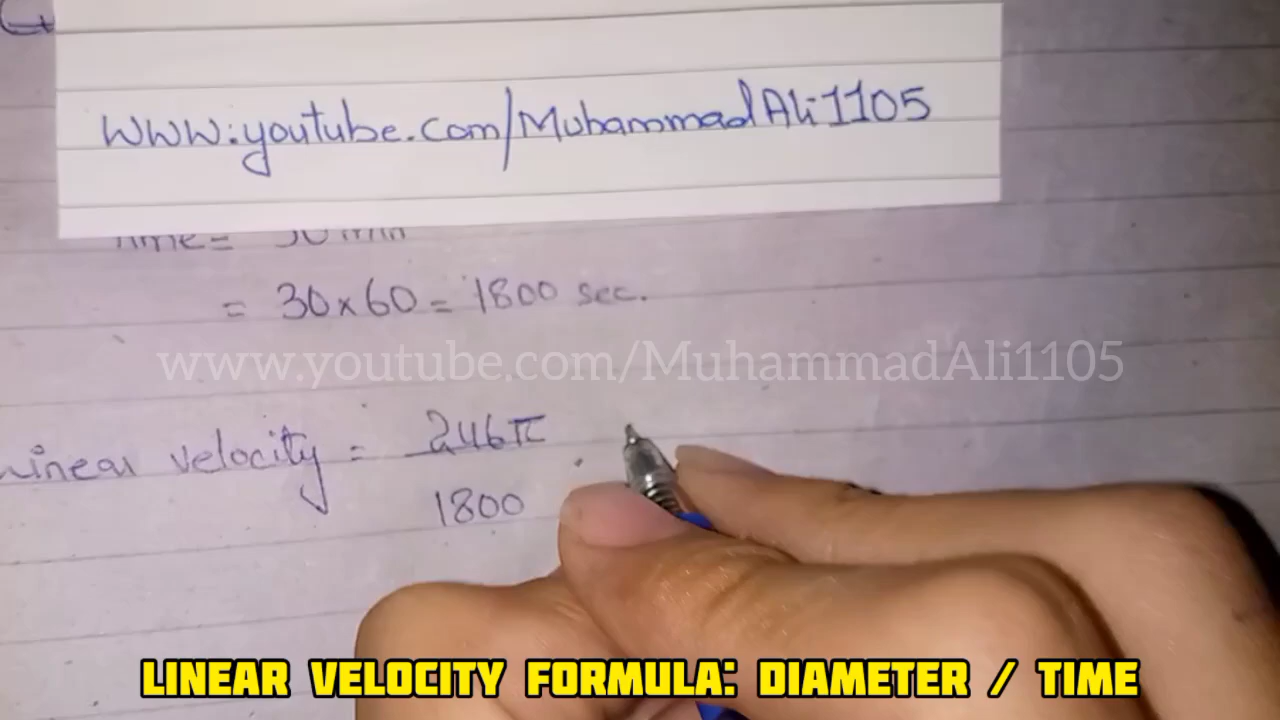 www.youtube.com/MuhammadAli1105
= 30x60 = 1800 sec.
www.youtube.com/MuhammadAli1105
Linear velocity = 246π
1800
LINEAR VELOCITY FORMULA: DIAMETER / TIME